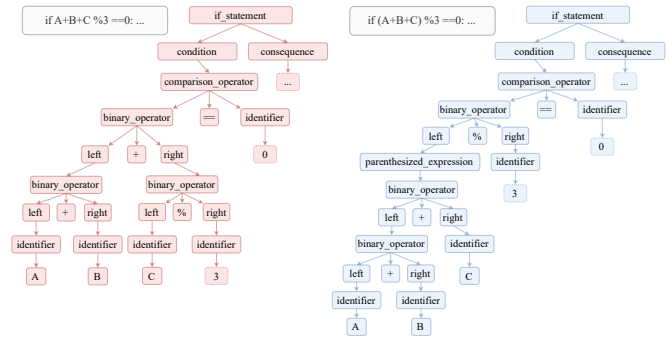 if A+B+C %3 ==0: ...
if_statement
condition consequence
comparison_operator ...
binary_operator == identifier
left + right 0
binary_operator binary_operator
left + right left % right
identifier identifier identifier identifier
A B C 3
if (A+B+C) %3 ==0: ...
if_statement
condition consequence
comparison_operator ...
binary_operator == identifier
left % right 0
parenthesized_expression identifier
binary_operator 3
left + right
binary_operator identifier
left + right C
identifier identifier
A B